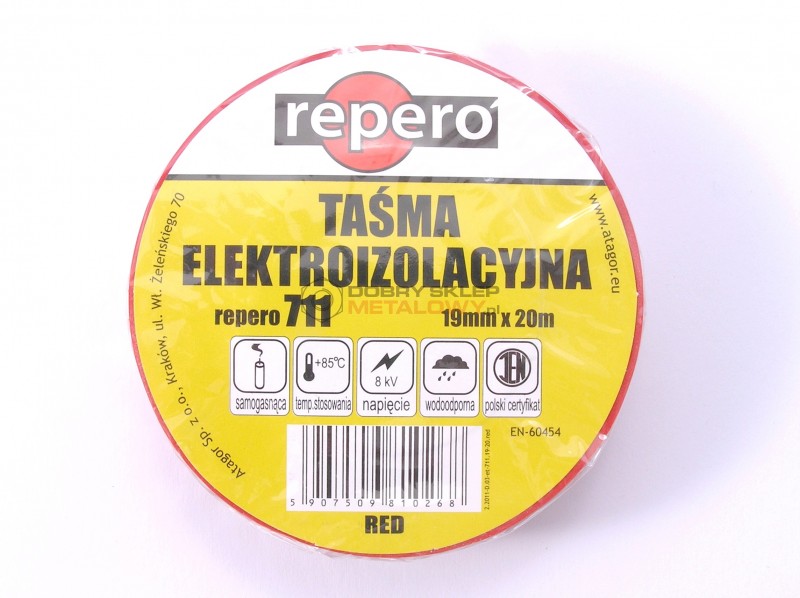 repero
TAŚMA
ELEKTROIZOLACYJNA
DOBRY SKLEP
METALOWY.pl
repero 711 19mm x 20m
+85°C
8 kV
samogasnąca temp.stosowania napięcie wodoodporna polski certyfikat
EN-60454
5 907509 810268
RED
Atagor Sp. z o.o., Kraków, ul. Wł. Żeleńskiego 70
www.atagor.eu